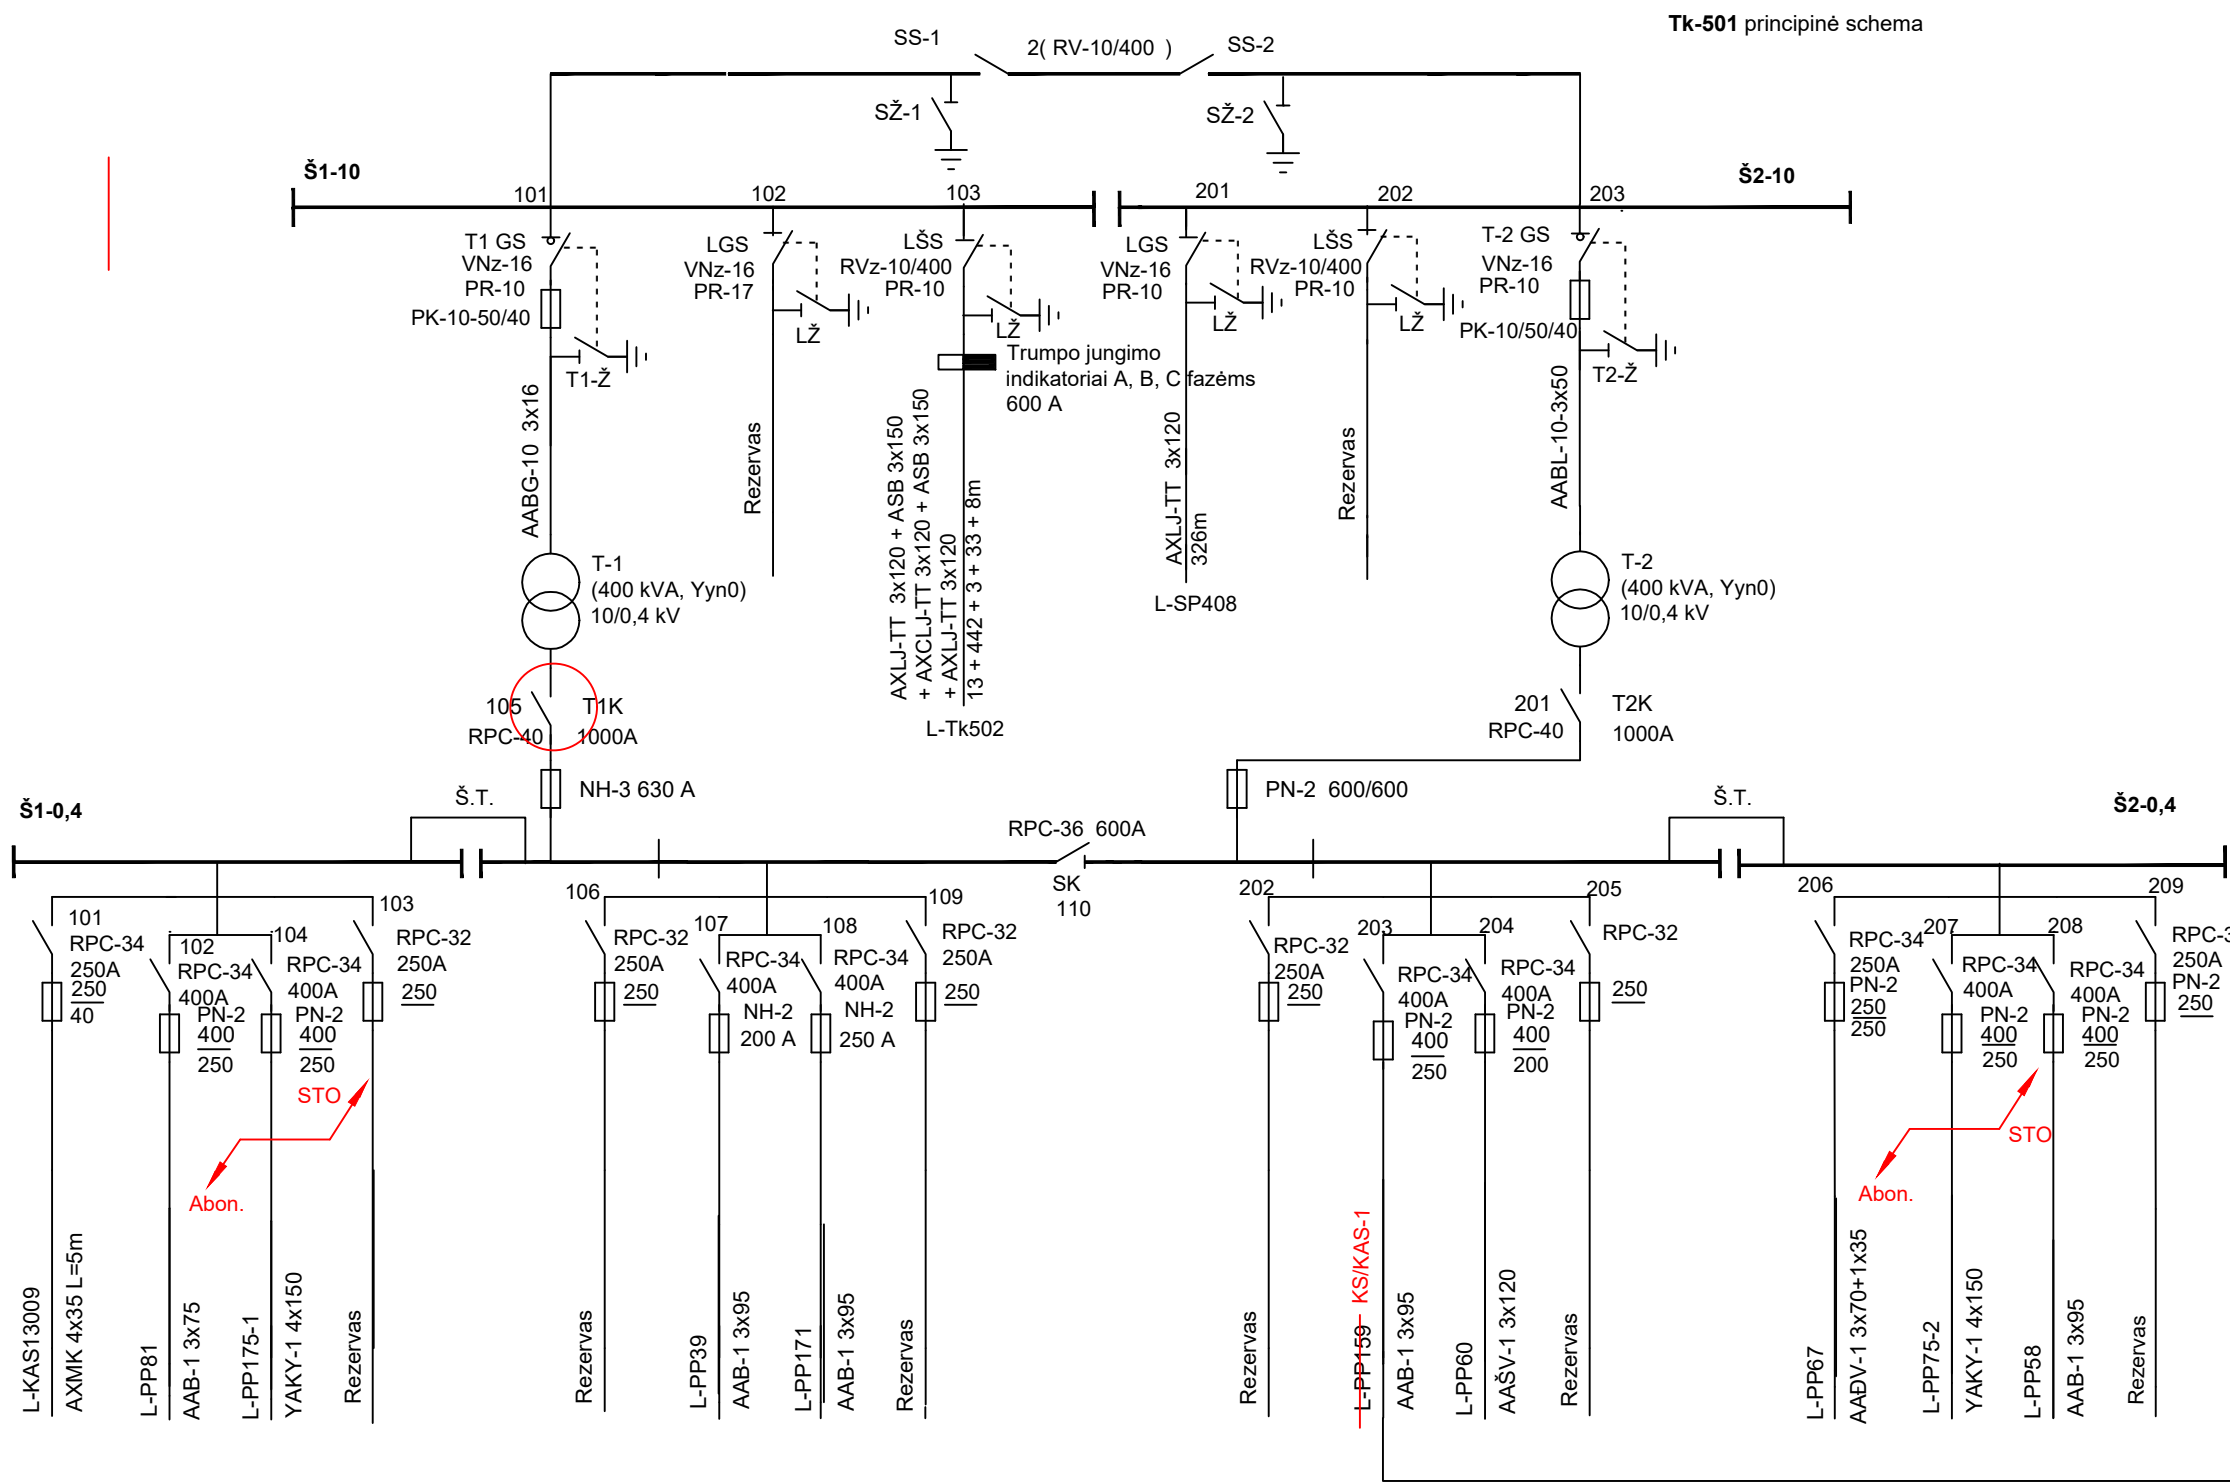 Tk-501 principinė schema
SS-1
2( RV-10/400 )
SS-2
SŽ-1
SŽ-2
Š1-10
Š2-10
101
102
103
201
202
203
T1 GS
VNz-16
PR-10
PK-10-50/40
T1-Ž
LGS
VNz-16
PR-17
LŽ
LŠS
RVz-10/400
PR-10
LŽ
Trumpo jungimo
indikatoriai A, B, C fazėms
600 A
LGS
VNz-16
PR-10
LŽ
LŠS
RVz-10/400
PR-10
LŽ
T-2 GS
VNz-16
PR-10
PK-10/50/40
T2-Ž
AABG-10 3x16
Rezervas
AXLJ-TT 3x120 + ASB 3x150
+ AXCLJ-TT 3x120 + ASB 3x150
+ AXLJ-TT 3x120
13 + 442 + 3 + 33 + 8m
L-Tk502
AXLJ-TT 3x120
326m
L-SP408
Rezervas
AABL-10-3x50
T-1
(400 kVA, Yyn0)
10/0,4 kV
T-2
(400 kVA, Yyn0)
10/0,4 kV
105
T1K
RPC-40
1000A
201
T2K
RPC-40
1000A
NH-3 630 A
PN-2 600/600
Š1-0,4
Š.T.
RPC-36 600A
SK
110
Š.T.
Š2-0,4
101
RPC-34
250A
250
40
102
RPC-34
400A
PN-2
400
250
104
RPC-34
400A
PN-2
400
250
103
RPC-32
250A
250
STO
Abon.
106
RPC-32
250A
250
107
RPC-34
400A
NH-2
200 A
108
RPC-34
400A
NH-2
250 A
109
RPC-32
250A
250
202
RPC-32
250A
250
203
RPC-34
400A
PN-2
400
250
204
RPC-34
400A
PN-2
400
200
205
RPC-32
250
206
RPC-34
250A
PN-2
250
250
207
RPC-34
400A
PN-2
400
250
208
RPC-34
400A
PN-2
400
250
209
RPC-3
250A
PN-2
250
STO
Abon.
L-KAS13009
AXMK 4x35 L=5m
L-PP81
AAB-1 3x75
L-PP175-1
YAKY-1 4x150
Rezervas
Rezervas
L-PP39
AAB-1 3x95
L-PP171
AAB-1 3x95
Rezervas
Rezervas
L-PP159
KS/KAS-1
AAB-1 3x95
L-PP60
AAŠV-1 3x120
Rezervas
L-PP67
AAĐV-1 3x70+1x35
L-PP75-2
YAKY-1 4x150
L-PP58
AAB-1 3x95
Rezervas